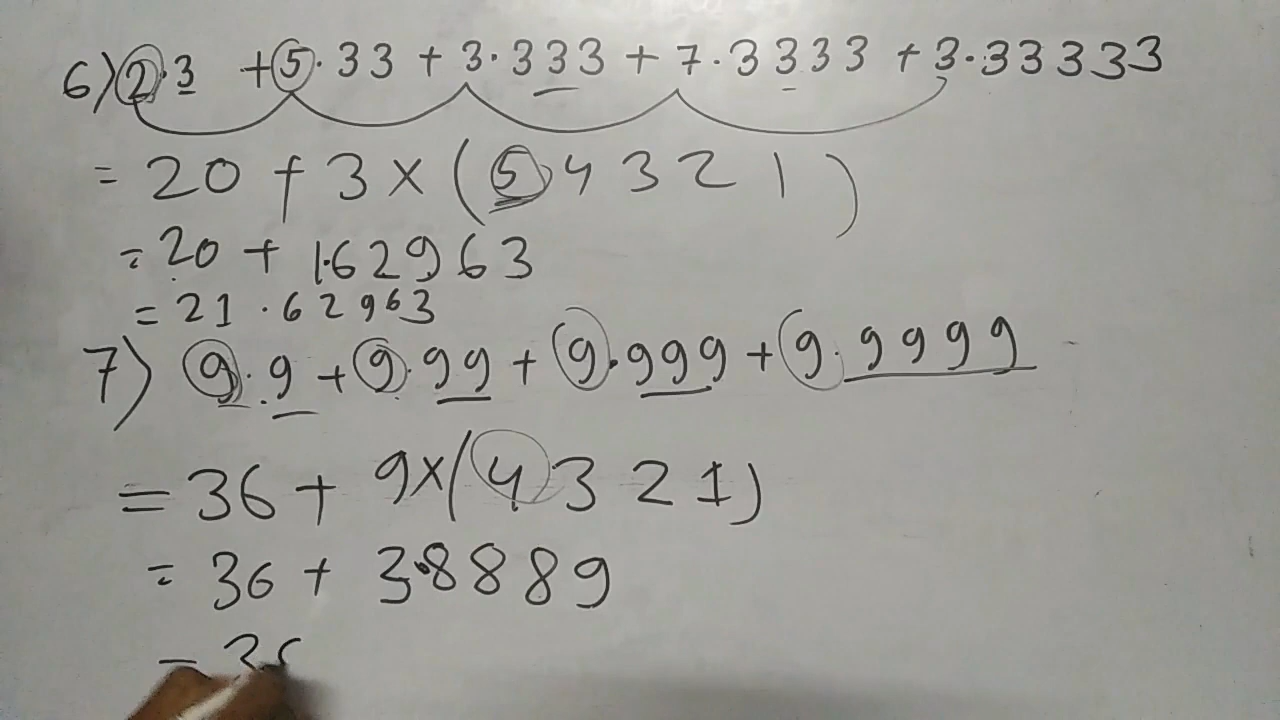 6) 2.3 + 5.33 + 3.333 + 7.3333 + 3.33333
= 20 + 3 × (5 4 3 2 1)
= 20 + 1.62963
= 21.62963
7) 9.9 + 9.99 + 9.999 + 9.9999
= 36 + 9×(4 3 2 1)
= 36 + 3.8889
= 3